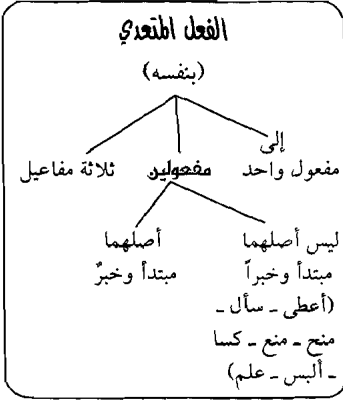 الفعل المتعدي
(بنفسه)
إلى
مفعول واحد
مفعولين
ثلاثة مفاعيل
ليس أصلهما
مبتدأ وخبراً
(أعطى ـ سأل ـ
منح ـ منع ـ كسا
ـ ألبس ـ علم)
أصلهما
مبتدأ وخبرٌ